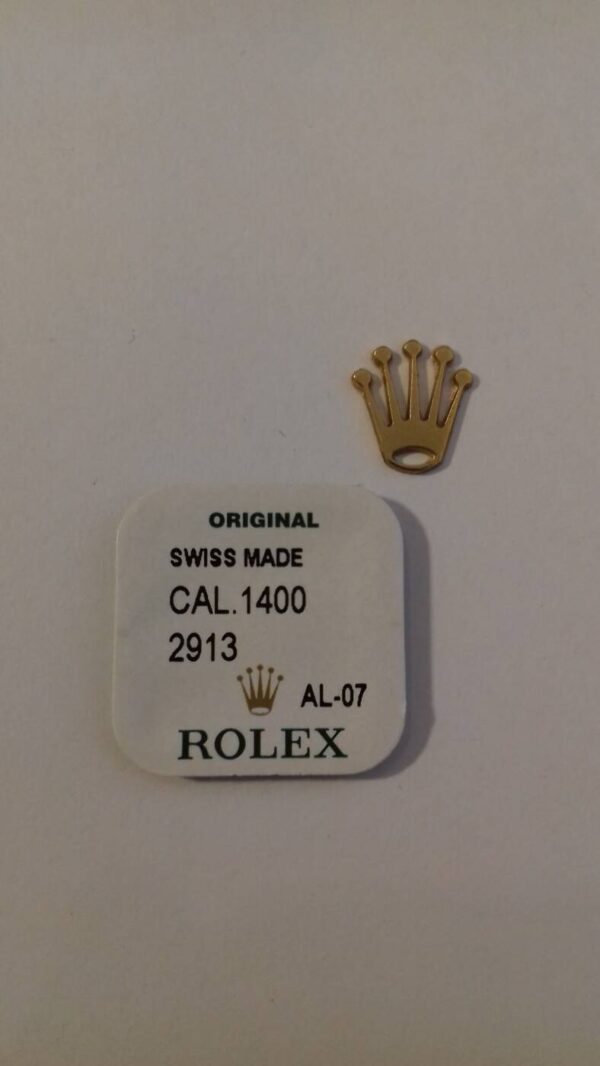 ORIGINAL
SWISS MADE
CAL.1400
2913
AL-07
ROLEX